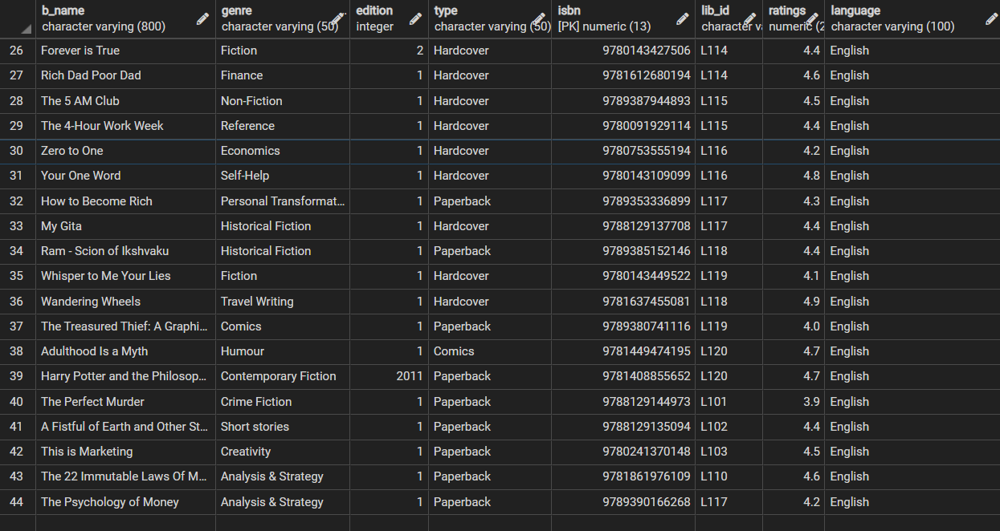 b_name genre edition type isbn lib_id ratings language
character varying (800) character varying (50) integer character varying (50) [PK] numeric (13) character va numeric (2 character varying (100)
26 Forever is True Fiction 2 Hardcover 9780143427506 L114 4.4 English
27 Rich Dad Poor Dad Finance 1 Hardcover 9781612680194 L114 4.6 English
28 The 5 AM Club Non-Fiction 1 Hardcover 9789387944893 L115 4.5 English
29 The 4-Hour Work Week Reference 1 Hardcover 9780091929114 L115 4.4 English
30 Zero to One Economics 1 Hardcover 9780753555194 L116 4.2 English
31 Your One Word Self-Help 1 Hardcover 9780143109099 L116 4.8 English
32 How to Become Rich Personal Transformat... 1 Paperback 9789353336899 L117 4.3 English
33 My Gita Historical Fiction 1 Hardcover 9788129137708 L117 4.4 English
34 Ram - Scion of Ikshvaku Historical Fiction 1 Paperback 9789385152146 L118 4.4 English
35 Whisper to Me Your Lies Fiction 1 Hardcover 9780143449522 L119 4.1 English
36 Wandering Wheels Travel Writing 1 Hardcover 9781637455081 L118 4.9 English
37 The Treasured Thief: A Graphi... Comics 1 Paperback 9789380741116 L119 4.0 English
38 Adulthood Is a Myth Humour 1 Comics 9781449474195 L120 4.7 English
39 Harry Potter and the Philosop... Contemporary Fiction 2011 Paperback 9781408855652 L120 4.7 English
40 The Perfect Murder Crime Fiction 1 Paperback 9788129144973 L101 3.9 English
41 A Fistful of Earth and Other St... Short stories 1 Paperback 9788129135094 L102 4.4 English
42 This is Marketing Creativity 1 Paperback 9780241370148 L103 4.5 English
43 The 22 Immutable Laws Of M... Analysis & Strategy 1 Paperback 9781861976109 L110 4.6 English
44 The Psychology of Money Analysis & Strategy 1 Paperback 9789390166268 L117 4.2 English